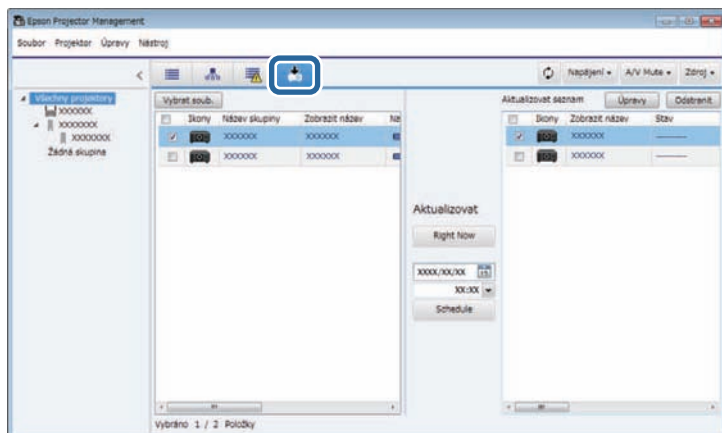 Epson Projector Management
Soubor Projektor Úpravy Nástroj
Napájení A/V Mute Zdroj
Všechny projektory
XXXXXX
XXXXXXX
XXXXXXX
Žádná skupina
Vybrat soub.
Ikony Název skupiny Zobrazit název Na
XXXXXX XXXXXX
XXXXXX XXXXXX
Aktualizovat
Right Now
XXXX/XX/XX
XX:XX
Schedule
Aktualizovat seznam Úpravy Odstranit
Ikony Zobrazit název Stav
XXXXXX ---------
XXXXXX ---------
Vybráno 1 / 2 Položky